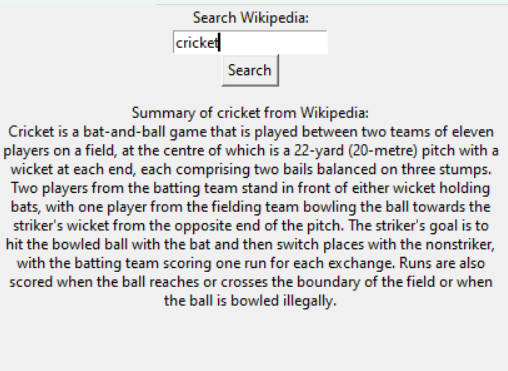 Search Wikipedia:
cricket
Search
Summary of cricket from Wikipedia:
Cricket is a bat-and-ball game that is played between two teams of eleven
players on a field, at the centre of which is a 22-yard (20-metre) pitch with a
wicket at each end, each comprising two bails balanced on three stumps.
Two players from the batting team stand in front of either wicket holding
bats, with one player from the fielding team bowling the ball towards the
striker's wicket from the opposite end of the pitch. The striker's goal is to
hit the bowled ball with the bat and then switch places with the nonstriker,
with the batting team scoring one run for each exchange. Runs are also
scored when the ball reaches or crosses the boundary of the field or when
the ball is bowled illegally.